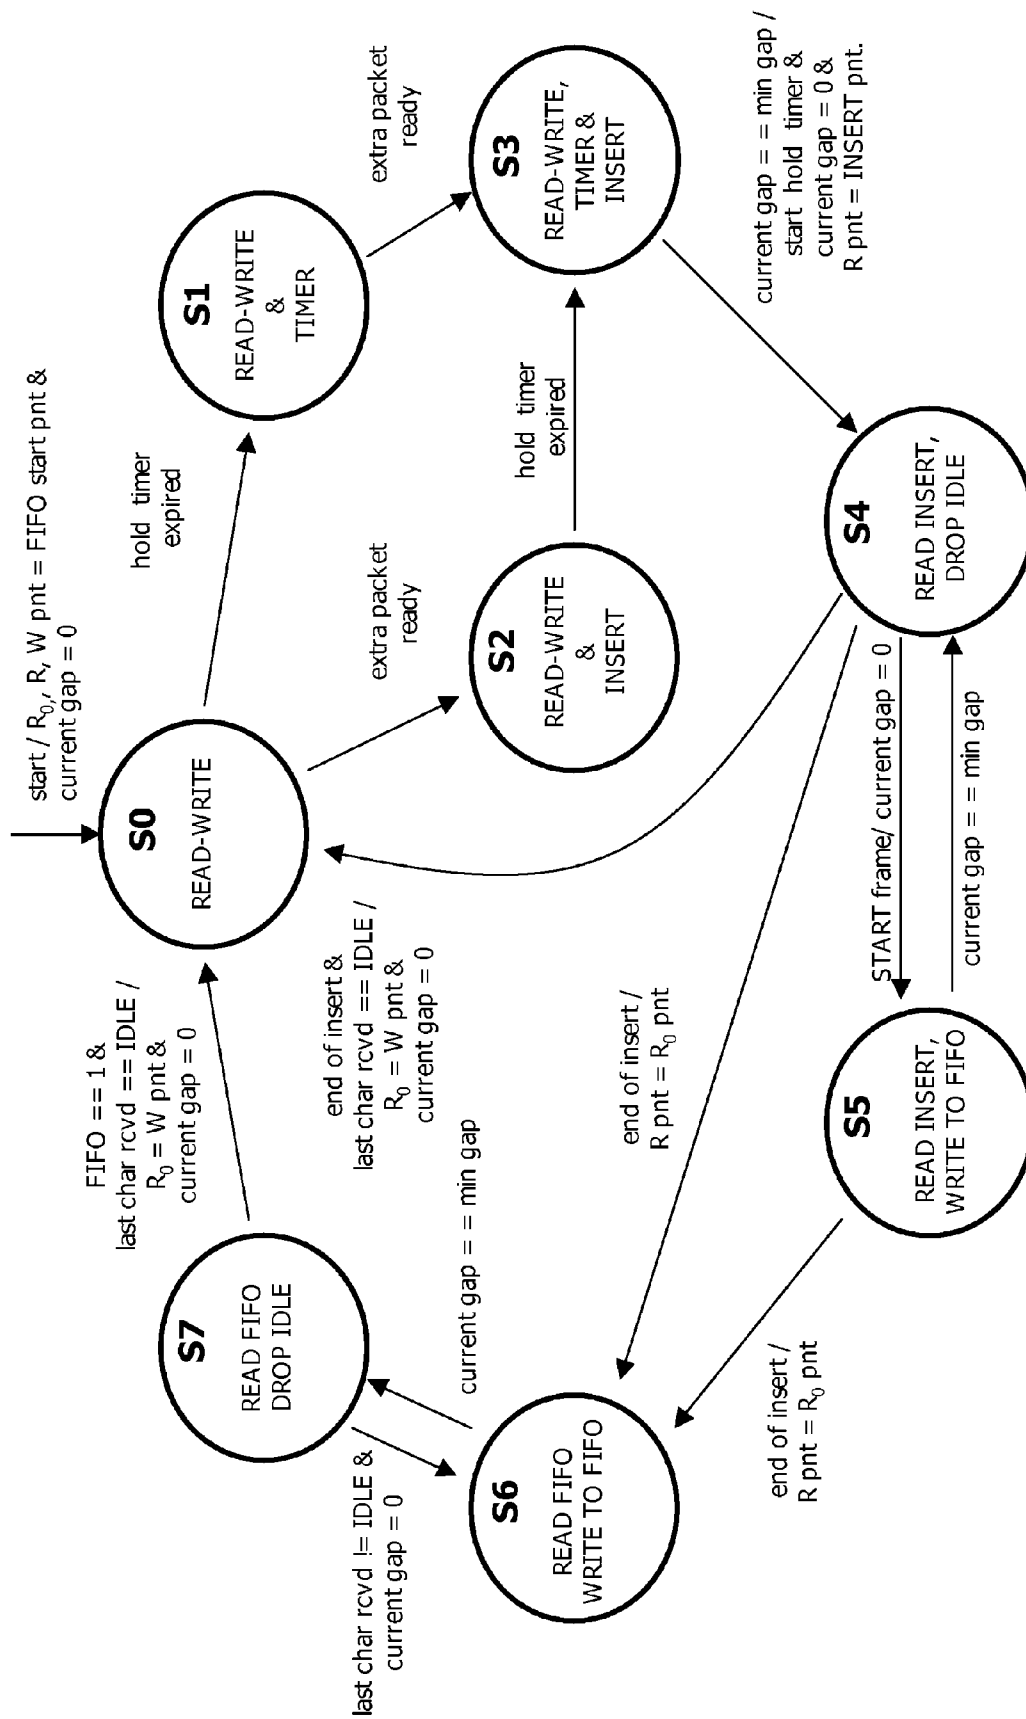 start / R₀,, R, W pnt = FIFO start pnt &
current gap = 0
S0
READ-WRITE
hold timer
expired
S1
READ-WRITE
&
TIMER
extra packet
ready
extra packet
ready
S2
READ-WRITE
&
INSERT
hold timer
expired
S3
READ-WRITE,
TIMER &
INSERT
current gap = = min gap /
start hold timer &
current gap = 0 &
R pnt = INSERT pnt.
S4
READ INSERT,
DROP IDLE
START frame/ current gap = 0
current gap = = min gap
S5
READ INSERT,
WRITE TO FIFO
end of insert /
R pnt = R₀ pnt
end of insert /
R pnt = R₀ pnt
end of insert &
last char rcvd == IDLE /
R₀ = W pnt &
current gap = 0
S6
READ FIFO
WRITE TO FIFO
current gap = = min gap
last char rcvd != IDLE &
current gap = 0
S7
READ FIFO
DROP IDLE
FIFO == 1 &
last char rcvd == IDLE /
R₀ = W pnt &
current gap = 0